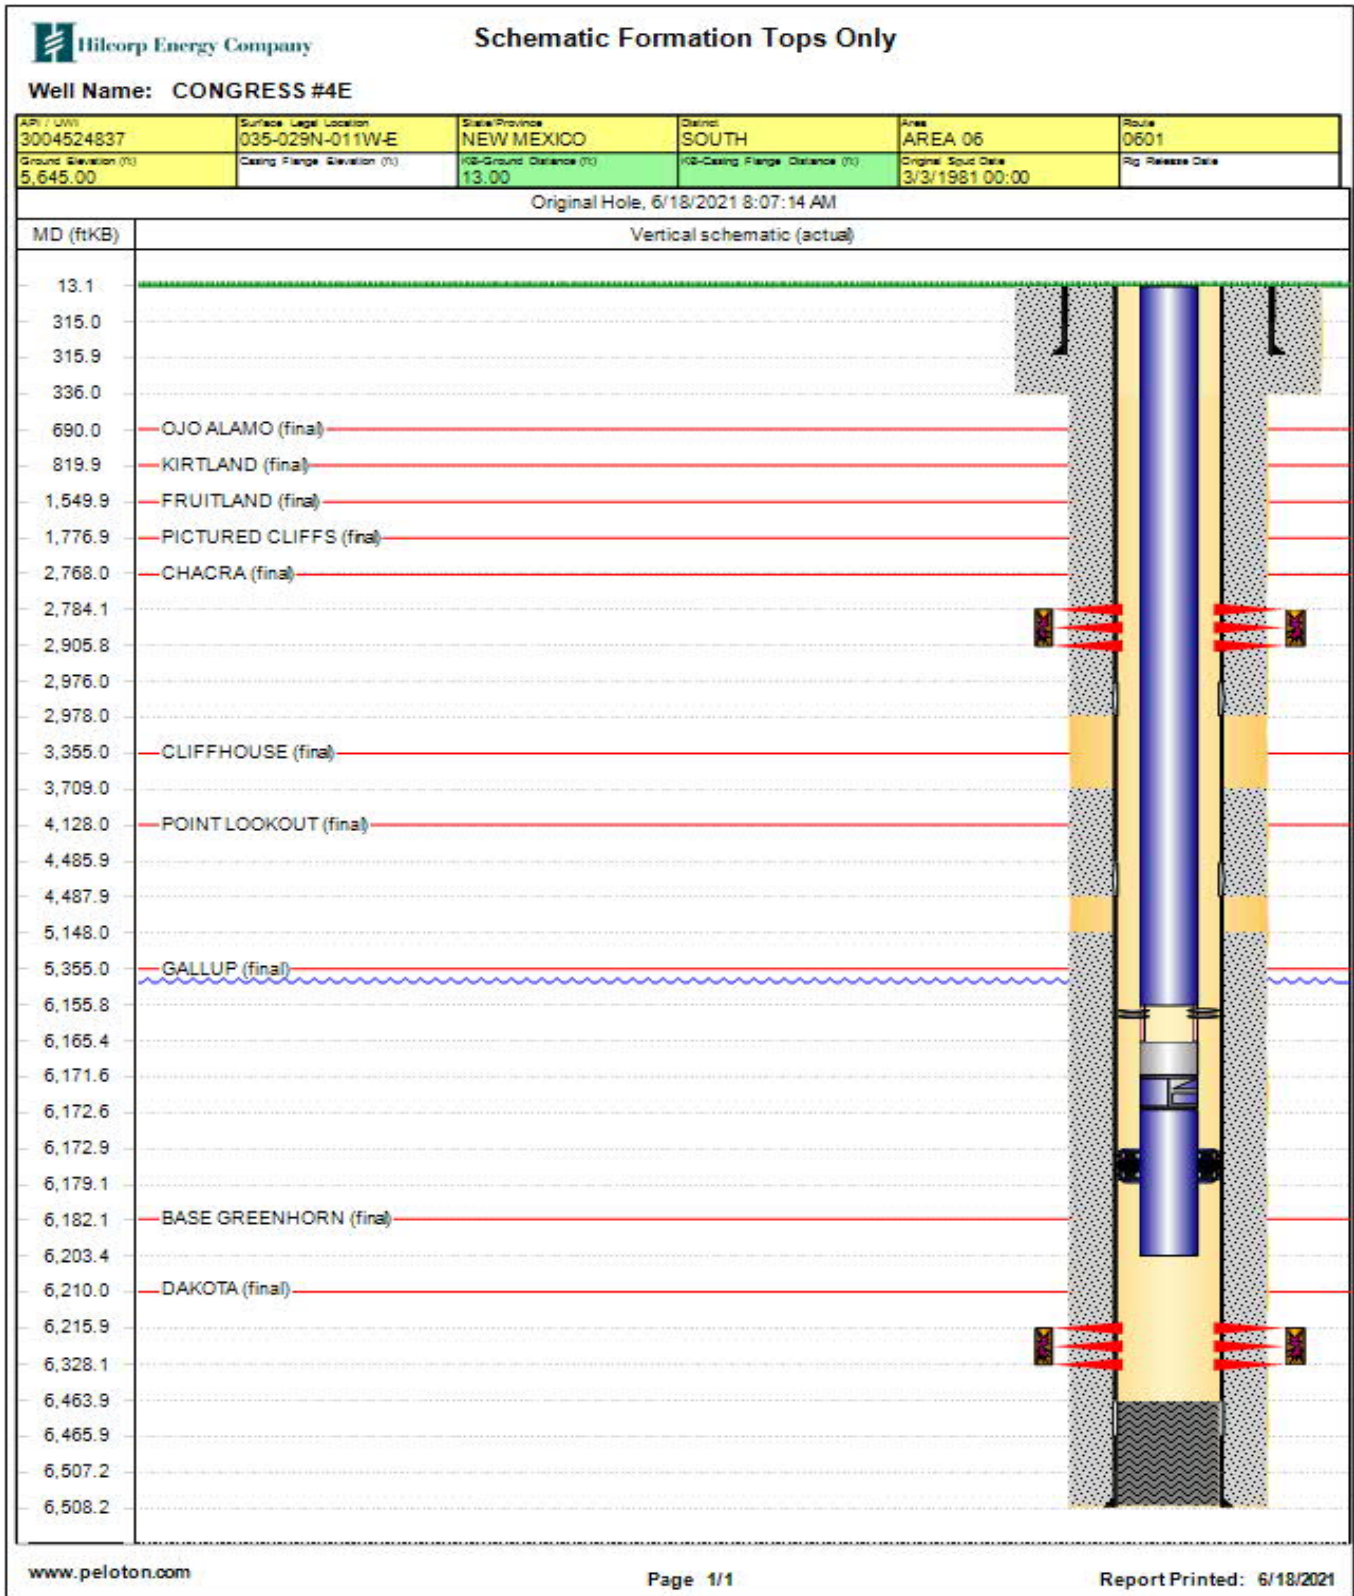 Hilcorp Energy Company
Schematic Formation Tops Only
Well Name: CONGRESS #4E
API / UWI
Surface Legal Location
State/Province
District
Area
Route
3004524837
035-029N-011W-E
NEW MEXICO
SOUTH
AREA 06
0601
Ground Elevation (ft)
Casing Flange Elevation (ft)
KB-Ground Distance (ft)
KB-Casing Flange Distance (ft)
Original Spud Date
Rig Release Date
5,645.00
13.00
3/3/1981 00:00
Original Hole, 6/18/2021 8:07:14 AM
MD (ftKB)
Vertical schematic (actual)
13.1
315.0
315.9
336.0
690.0 OJO ALAMO (final)
819.9 KIRTLAND (final)
1,549.9 FRUITLAND (final)
1,776.9 PICTURED CLIFFS (final)
2,768.0 CHACRA (final)
2,784.1
2,905.8
2,976.0
2,978.0
3,355.0 CLIFFHOUSE (final)
3,709.0
4,128.0 POINT LOOKOUT (final)
4,485.9
4,487.9
5,148.0
5,355.0 GALLUP (final)
6,155.8
6,165.4
6,171.6
6,172.6
6,172.9
6,179.1
6,182.1 BASE GREENHORN (final)
6,203.4
6,210.0 DAKOTA (final)
6,215.9
6,328.1
6,463.9
6,465.9
6,507.2
6,508.2
www.peloton.com
Page 1/1
Report Printed: 6/18/2021